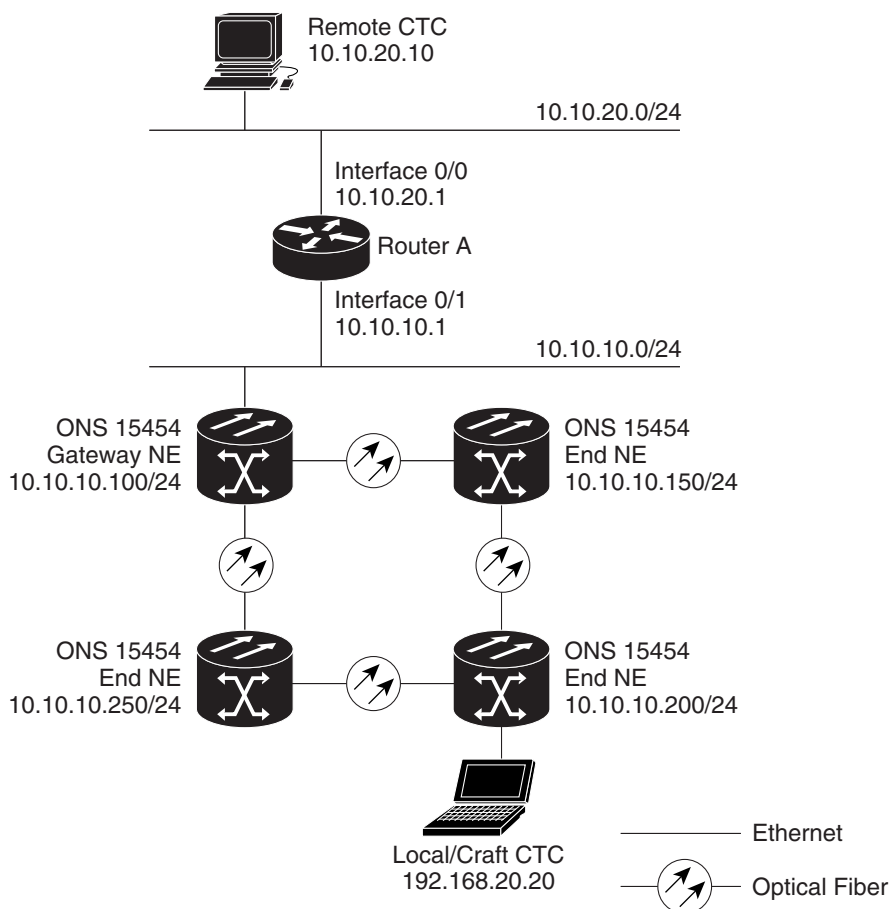 Remote CTC
10.10.20.10
10.10.20.0/24
Interface 0/0
10.10.20.1
Router A
Interface 0/1
10.10.10.1
10.10.10.0/24
ONS 15454
Gateway NE
10.10.10.100/24
ONS 15454
End NE
10.10.10.150/24
ONS 15454
End NE
10.10.10.250/24
ONS 15454
End NE
10.10.10.200/24
Local/Craft CTC
192.168.20.20
Ethernet
Optical Fiber